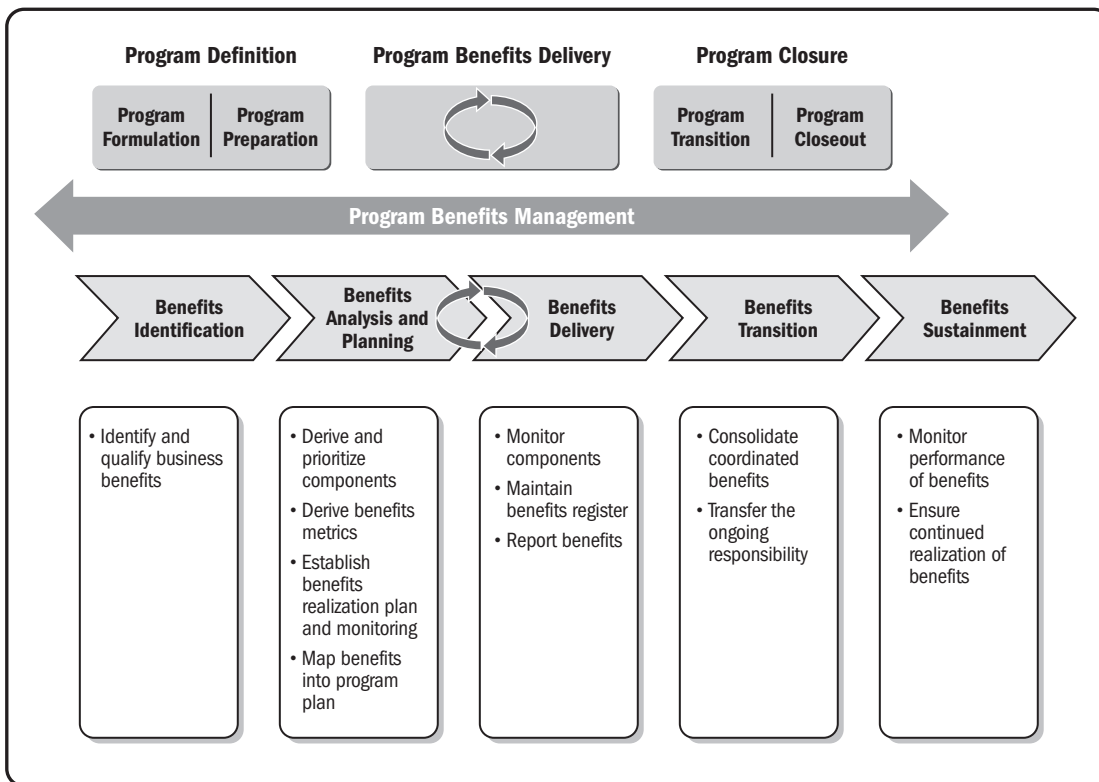 Program Definition
Program Benefits Delivery
Program Closure
Program
Formulation
Program
Preparation
Program
Transition
Program
Closeout
Program Benefits Management
Benefits
Identification
Benefits
Analysis and
Planning
Benefits
Delivery
Benefits
Transition
Benefits
Sustainment
• Identify and
qualify business
benefits
• Derive and
prioritize
components
• Derive benefits
metrics
• Establish
benefits
realization plan
and monitoring
• Map benefits
into program
plan
• Monitor
components
• Maintain
benefits register
• Report benefits
• Consolidate
coordinated
benefits
• Transfer the
ongoing
responsibility
• Monitor
performance
of benefits
• Ensure
continued
realization of
benefits